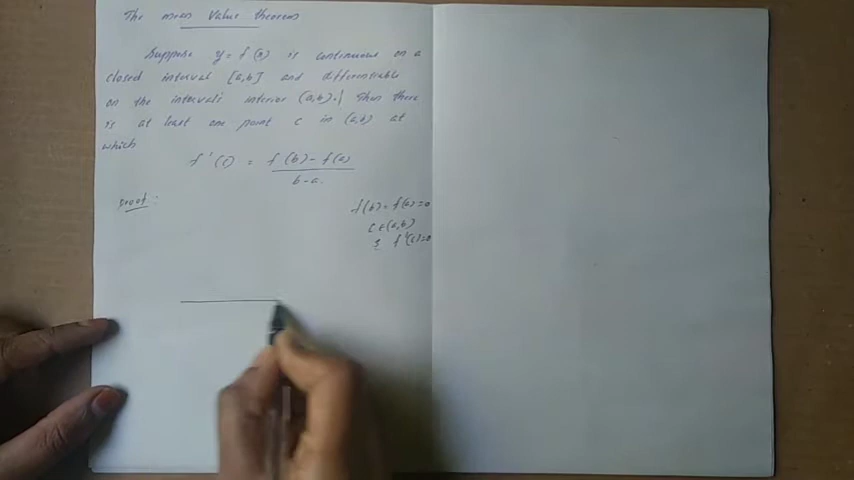 The mean Value theorem
Suppose y = f(x) is continuous on a
closed interval [a,b] and differentiable
on the intervals interior (a,b). Then there
is at least one point c in (a,b) at
which
f'(c) = f(b)-f(a)
b-a.
proof :
f(b) = f(a) = 0
c ∈ (a,b)
f'(c)=0